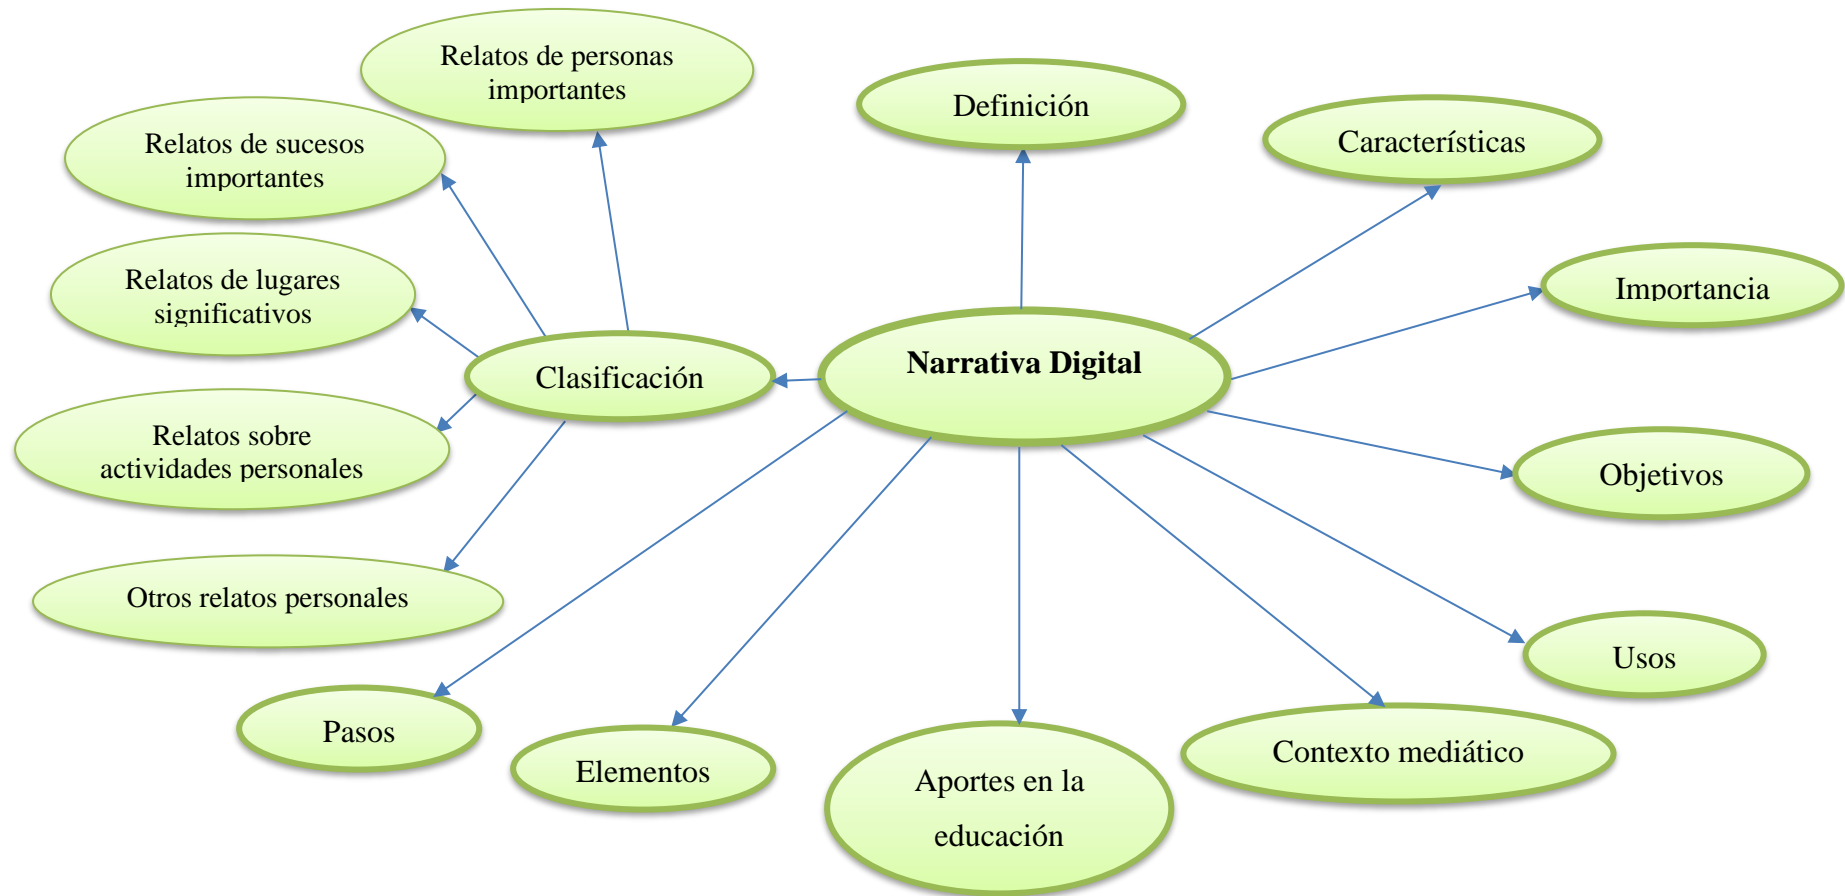 Relatos de personas
importantes
Definición
Característicias
Relatos de sucesos
importantes
Importancia
Relatos de lugares
significativos
Narrativa Digital
Clasificación
Relatos sobre
actividades personales
Objetivos
Otros relatos personales
Usos
Pasos
Elementos
Aportes en la
educación
Contexto mediático